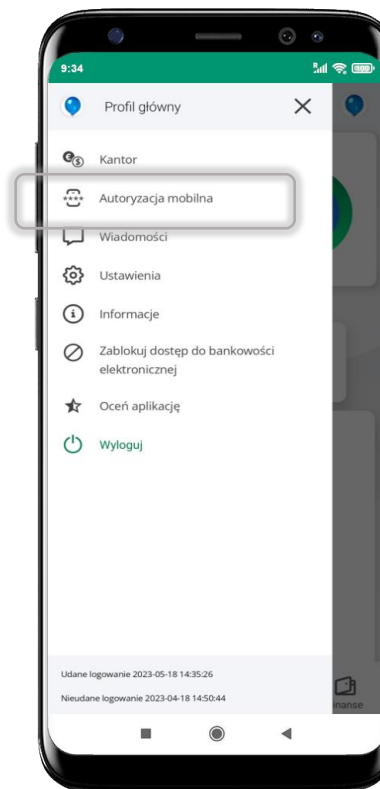 9:34
Profil główny
Kantor
Autoryzacja mobilna
Wiadomości
Ustawienia
Informacje
Zablokuj dostęp do bankowości
elektronicznej
Oceń aplikację
Wyloguj
Udane logowanie 2023-05-18 14:35:26
Nieudane logowanie 2023-04-18 14:50:44